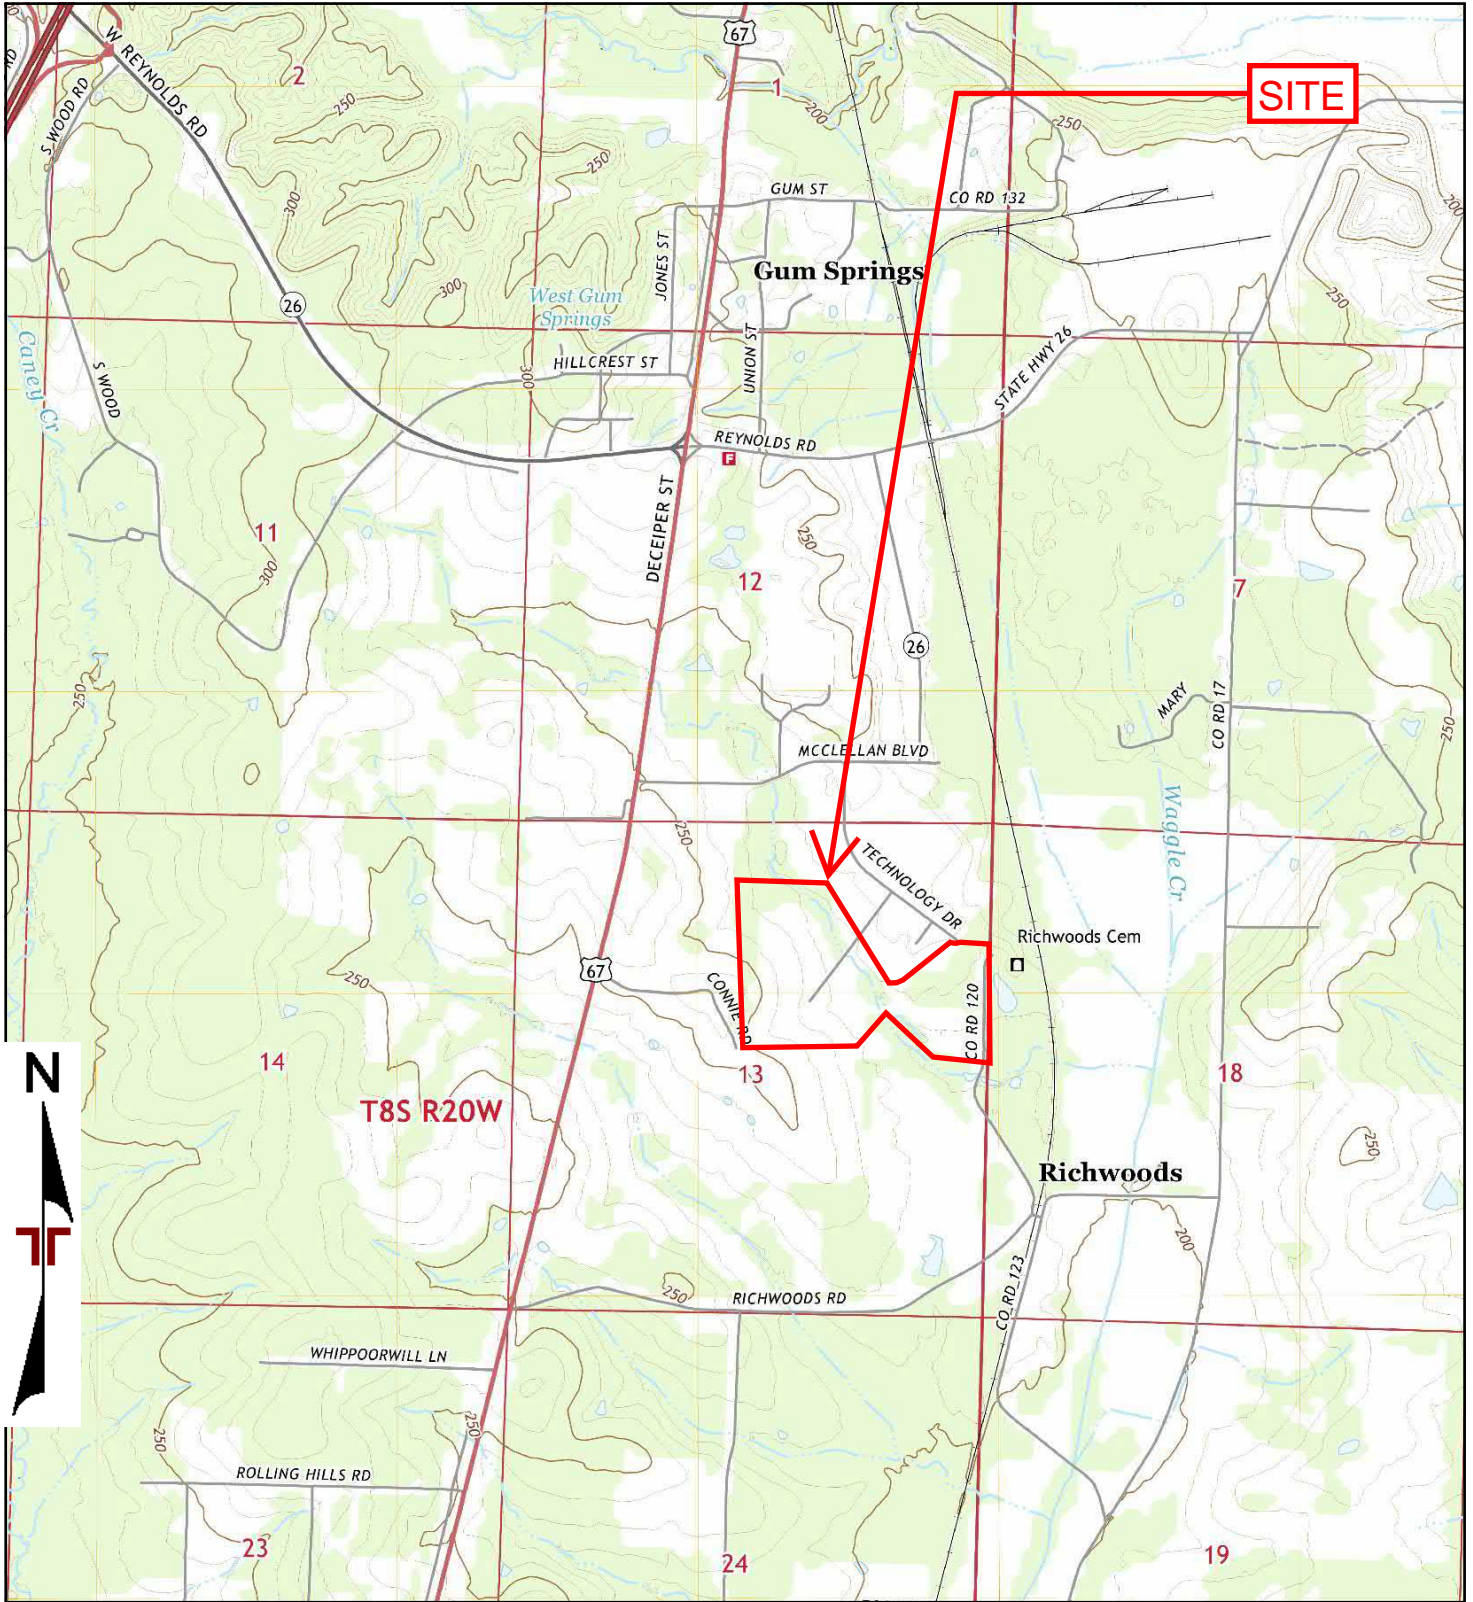 67
W REYNOLDS RD
RD
2
1
SITE
250
200
250
S WOOD RD
250
GUM ST
CO RD 132
200
300
JONES ST
Gum Springs
300
West Gum
Springs
250
26
Caney Cr
UNION ST
STATE HWY 26
HILLCREST ST
300
S WOOD
REYNOLDS RD
F
DECEIPER ST
11
250
300
12
7
26
250
MARY
CO RD 17
250
MCCLELLAN BLVD
Waggle Cr
250
TECHNOLOGY DR
Richwoods Cem
67
250
CONNIE RD
CO RD 120
N
14
13
18
T8S R20W
250
Richwoods
200
CO RD 123
250
RICHWOODS RD
WHIPPOORWILL LN
250
250
ROLLING HILLS RD
23
24
19